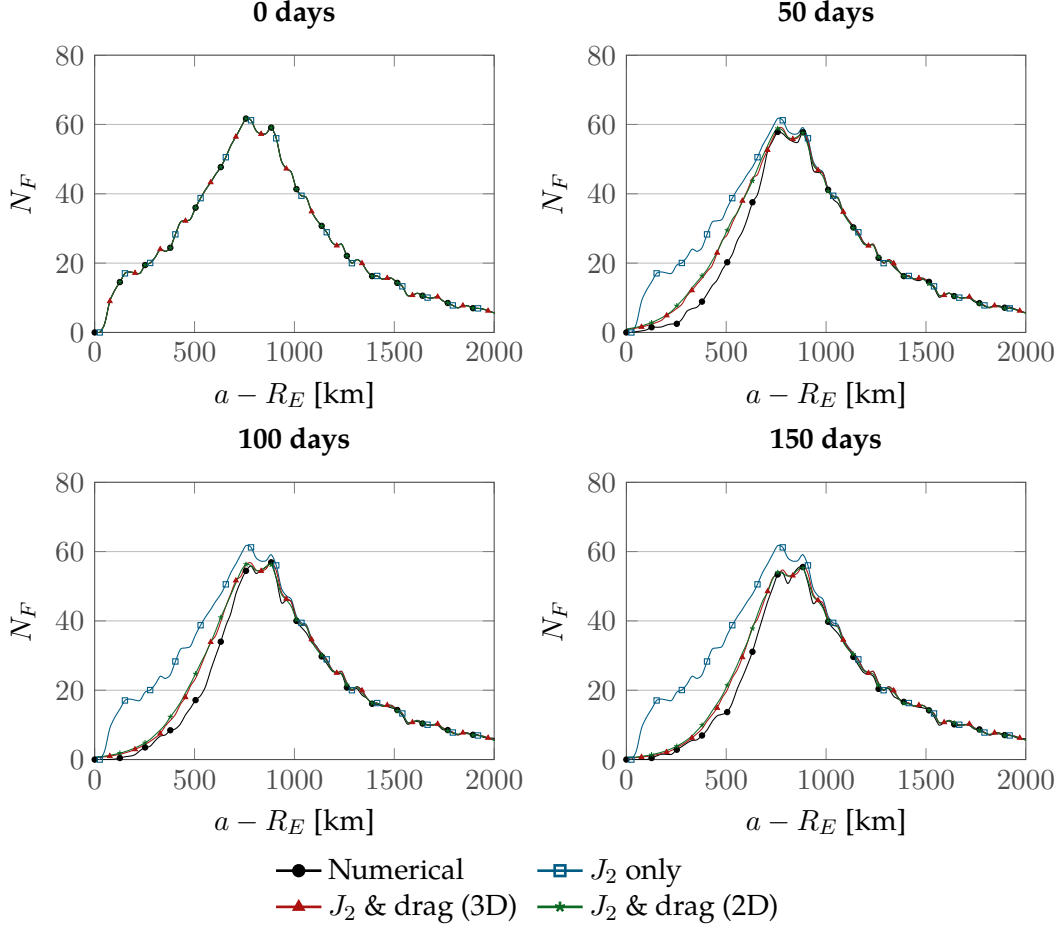 0 days
50 days
80
60
40
20
0
N_F
0 500 1000 1500 2000
a − R_E [km]
80
60
40
20
0
N_F
0 500 1000 1500 2000
a − R_E [km]
100 days
150 days
80
60
40
20
0
N_F
0 500 1000 1500 2000
a − R_E [km]
80
60
40
20
0
N_F
0 500 1000 1500 2000
a − R_E [km]
Numerical
J_2 only
J_2 & drag (3D)
J_2 & drag (2D)